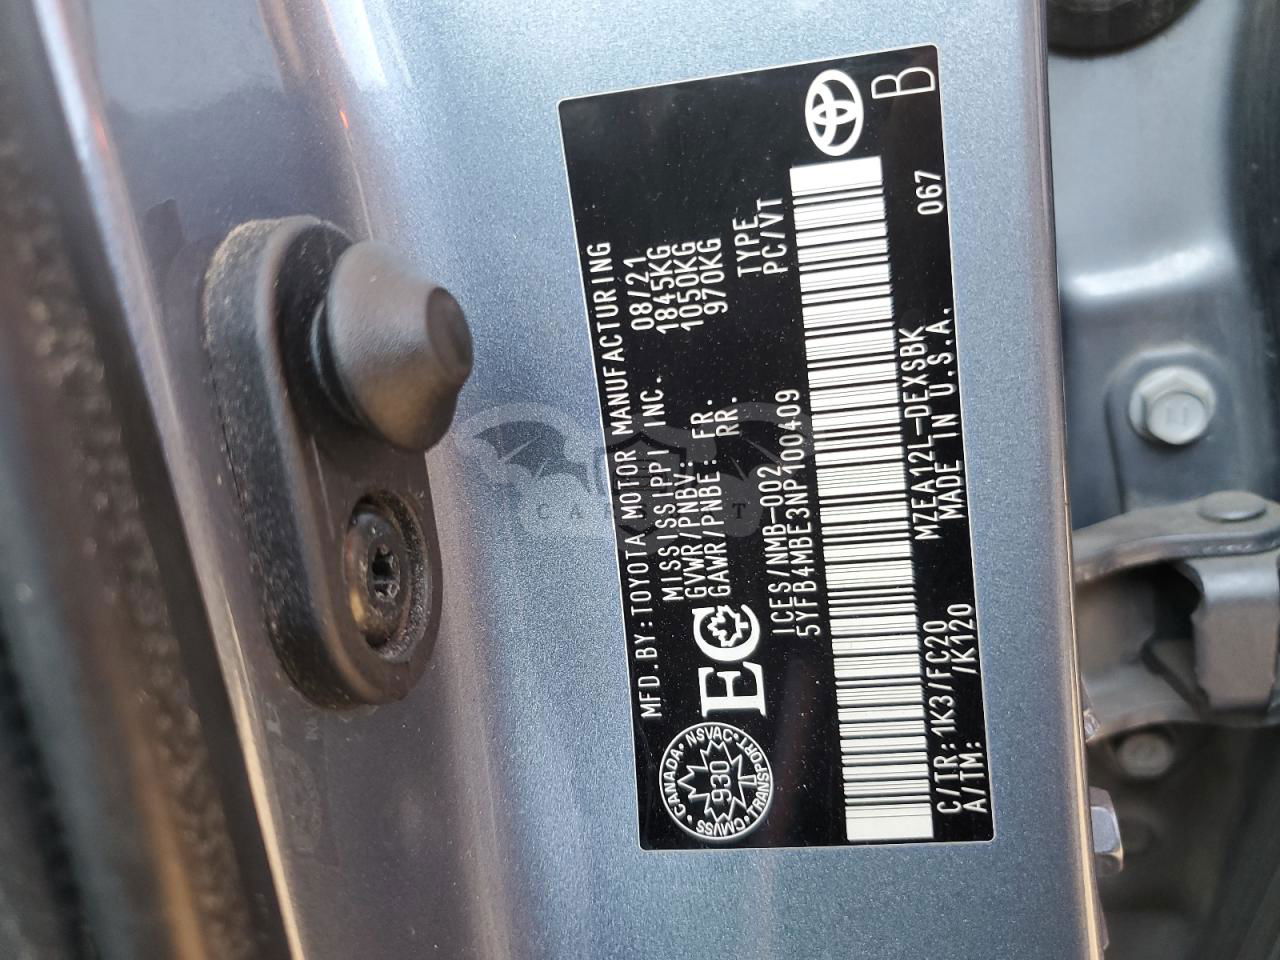 MFD.BY:TOYOTA MOTOR MANUFACTURING
MISSISSIPPI INC. 08/21
GVWR/PNBV: 1845KG
GAWR/PNBE: FR. 1050KG
RR. 970KG
CANADA • NSVAC • TRANSPORT • CMVSS •
930
EC
ICES/NMB-002 TYPE
5YFB4MBE3NP100409 PC/VT
C/TR:1K3/FC20 MZEA12L-DEXSBK 067
A/TM: /K120 MADE IN U.S.A.
B